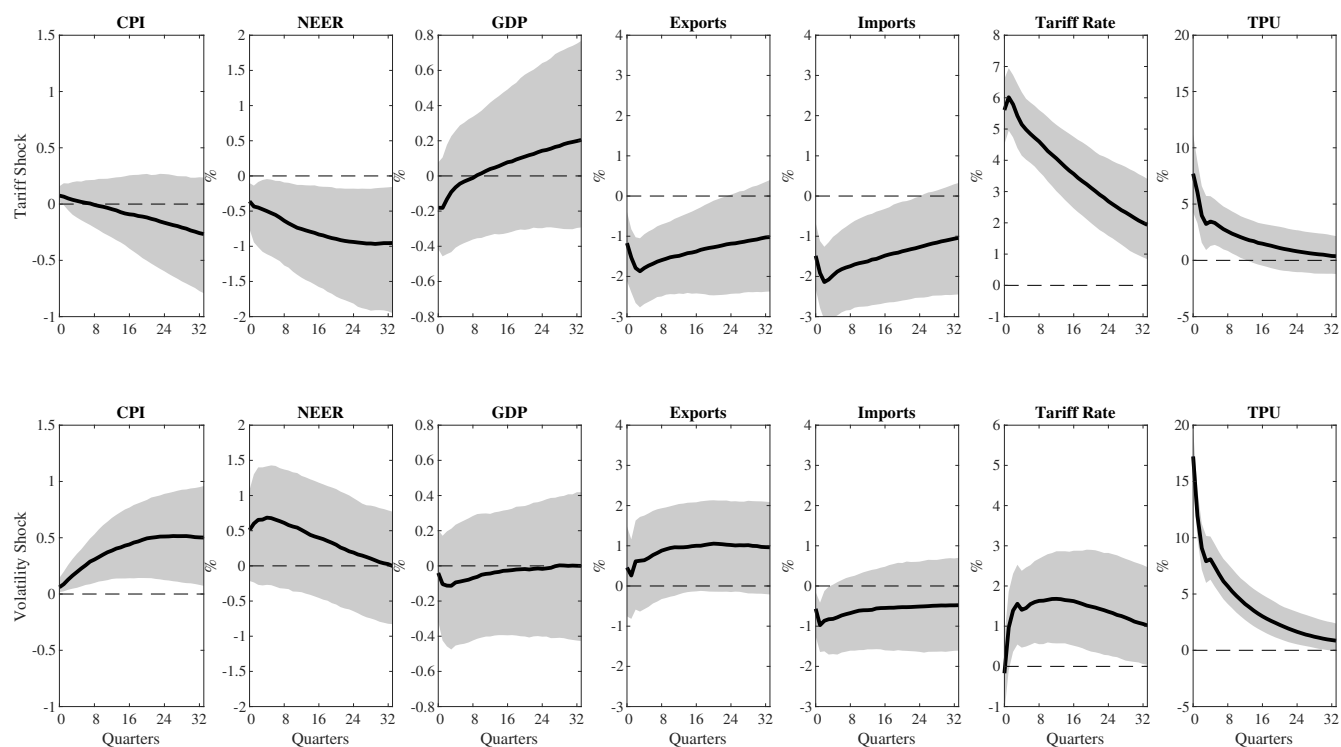 CPI NEER GDP Exports Imports Tariff Rate TPU
Tariff Shock
1.5 1 0.5 0 -0.5 -1
% 2 1.5 1 0.5 0 -0.5 -1 -1.5 -2
% 0.8 0.6 0.4 0.2 0 -0.2 -0.4 -0.6 -0.8
% 4 3 2 1 0 -1 -2 -3
% 4 3 2 1 0 -1 -2 -3
% 8 7 6 5 4 3 2 1 0 -1
% 20 15 10 5 0 -5
0 8 16 24 32 0 8 16 24 32 0 8 16 24 32 0 8 16 24 32 0 8 16 24 32 0 8 16 24 32 0 8 16 24 32
CPI NEER GDP Exports Imports Tariff Rate TPU
Volatility Shock
1.5 1 0.5 0 -0.5 -1
% 2 1.5 1 0.5 0 -0.5 -1 -1.5 -2
% 0.8 0.6 0.4 0.2 0 -0.2 -0.4 -0.6 -0.8
% 4 3 2 1 0 -1 -2 -3
% 4 3 2 1 0 -1 -2 -3
% 6 5 4 3 2 1 0 -1
% 20 15 10 5 0 -5
0 8 16 24 32 0 8 16 24 32 0 8 16 24 32 0 8 16 24 32 0 8 16 24 32 0 8 16 24 32 0 8 16 24 32
Quarters Quarters Quarters Quarters Quarters Quarters Quarters